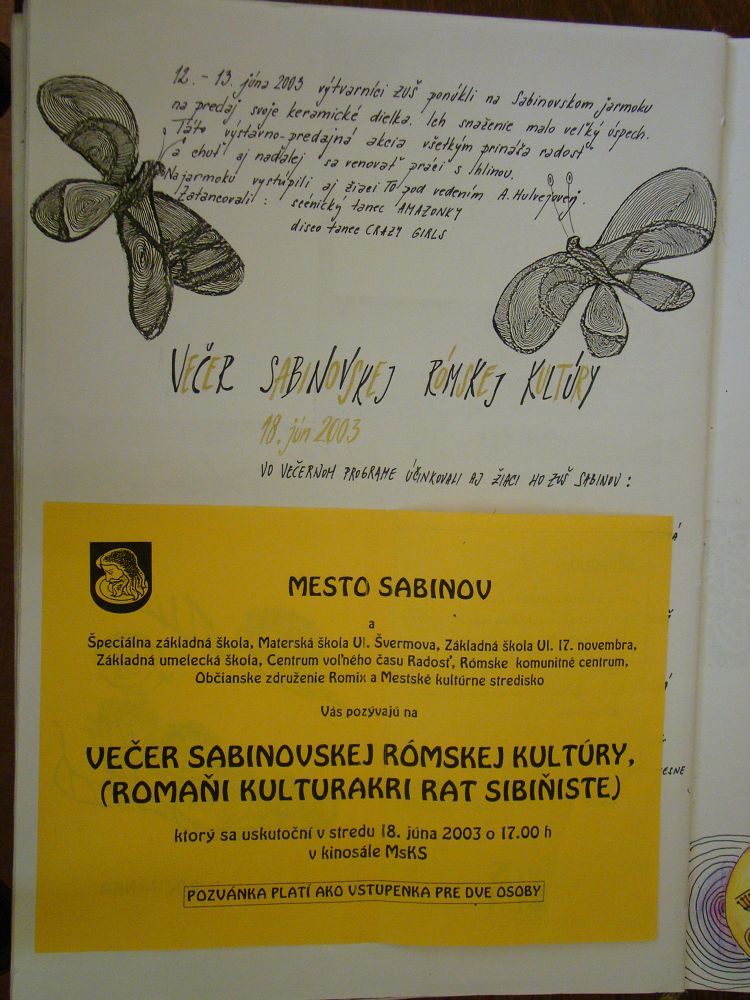 12. - 13. júna 2003 výtvarníci ZUŠ ponúkli na Sabinovskom jarmoku
na predaj svoje keramické dielka. Ich snaženie malo veľký úspech.
Táto výstavno-predajná akcia všetkým prináša radosť
a chuť aj naďalej sa venovať práci s hlinou.
Na jarmoku vystúpili aj žiaci TO pod vedením A. Hulvejovej.
Zatancovali: scénický tanec AMAZONKY
disco tanec CRAZY GIRLS
VEČER SABINOVSKEJ RÓMSKEJ KULTÚRY
18. jún 2003
VO VEČERNOM PROGRAME ÚČINKOVALI AJ ŽIACI HO ZUŠ SABINOV:
MESTO SABINOV
a
Špeciálna základná škola, Materská škola Ul. Švermova, Základná škola Ul. 17. novembra,
Základná umelecká škola, Centrum voľného času Radosť, Rómske komunitné centrum,
Občianske združenie Romix a Mestské kultúrne stredisko
Vás pozývajú na
VEČER SABINOVSKEJ RÓMSKEJ KULTÚRY,
(ROMAŇI KULTURAKRI RAT SIBIŇISTE)
ktorý sa uskutoční v stredu 18. júna 2003 o 17.00 h
v kinosále MsKS
POZVÁNKA PLATÍ AKO VSTUPENKA PRE DVE OSOBY